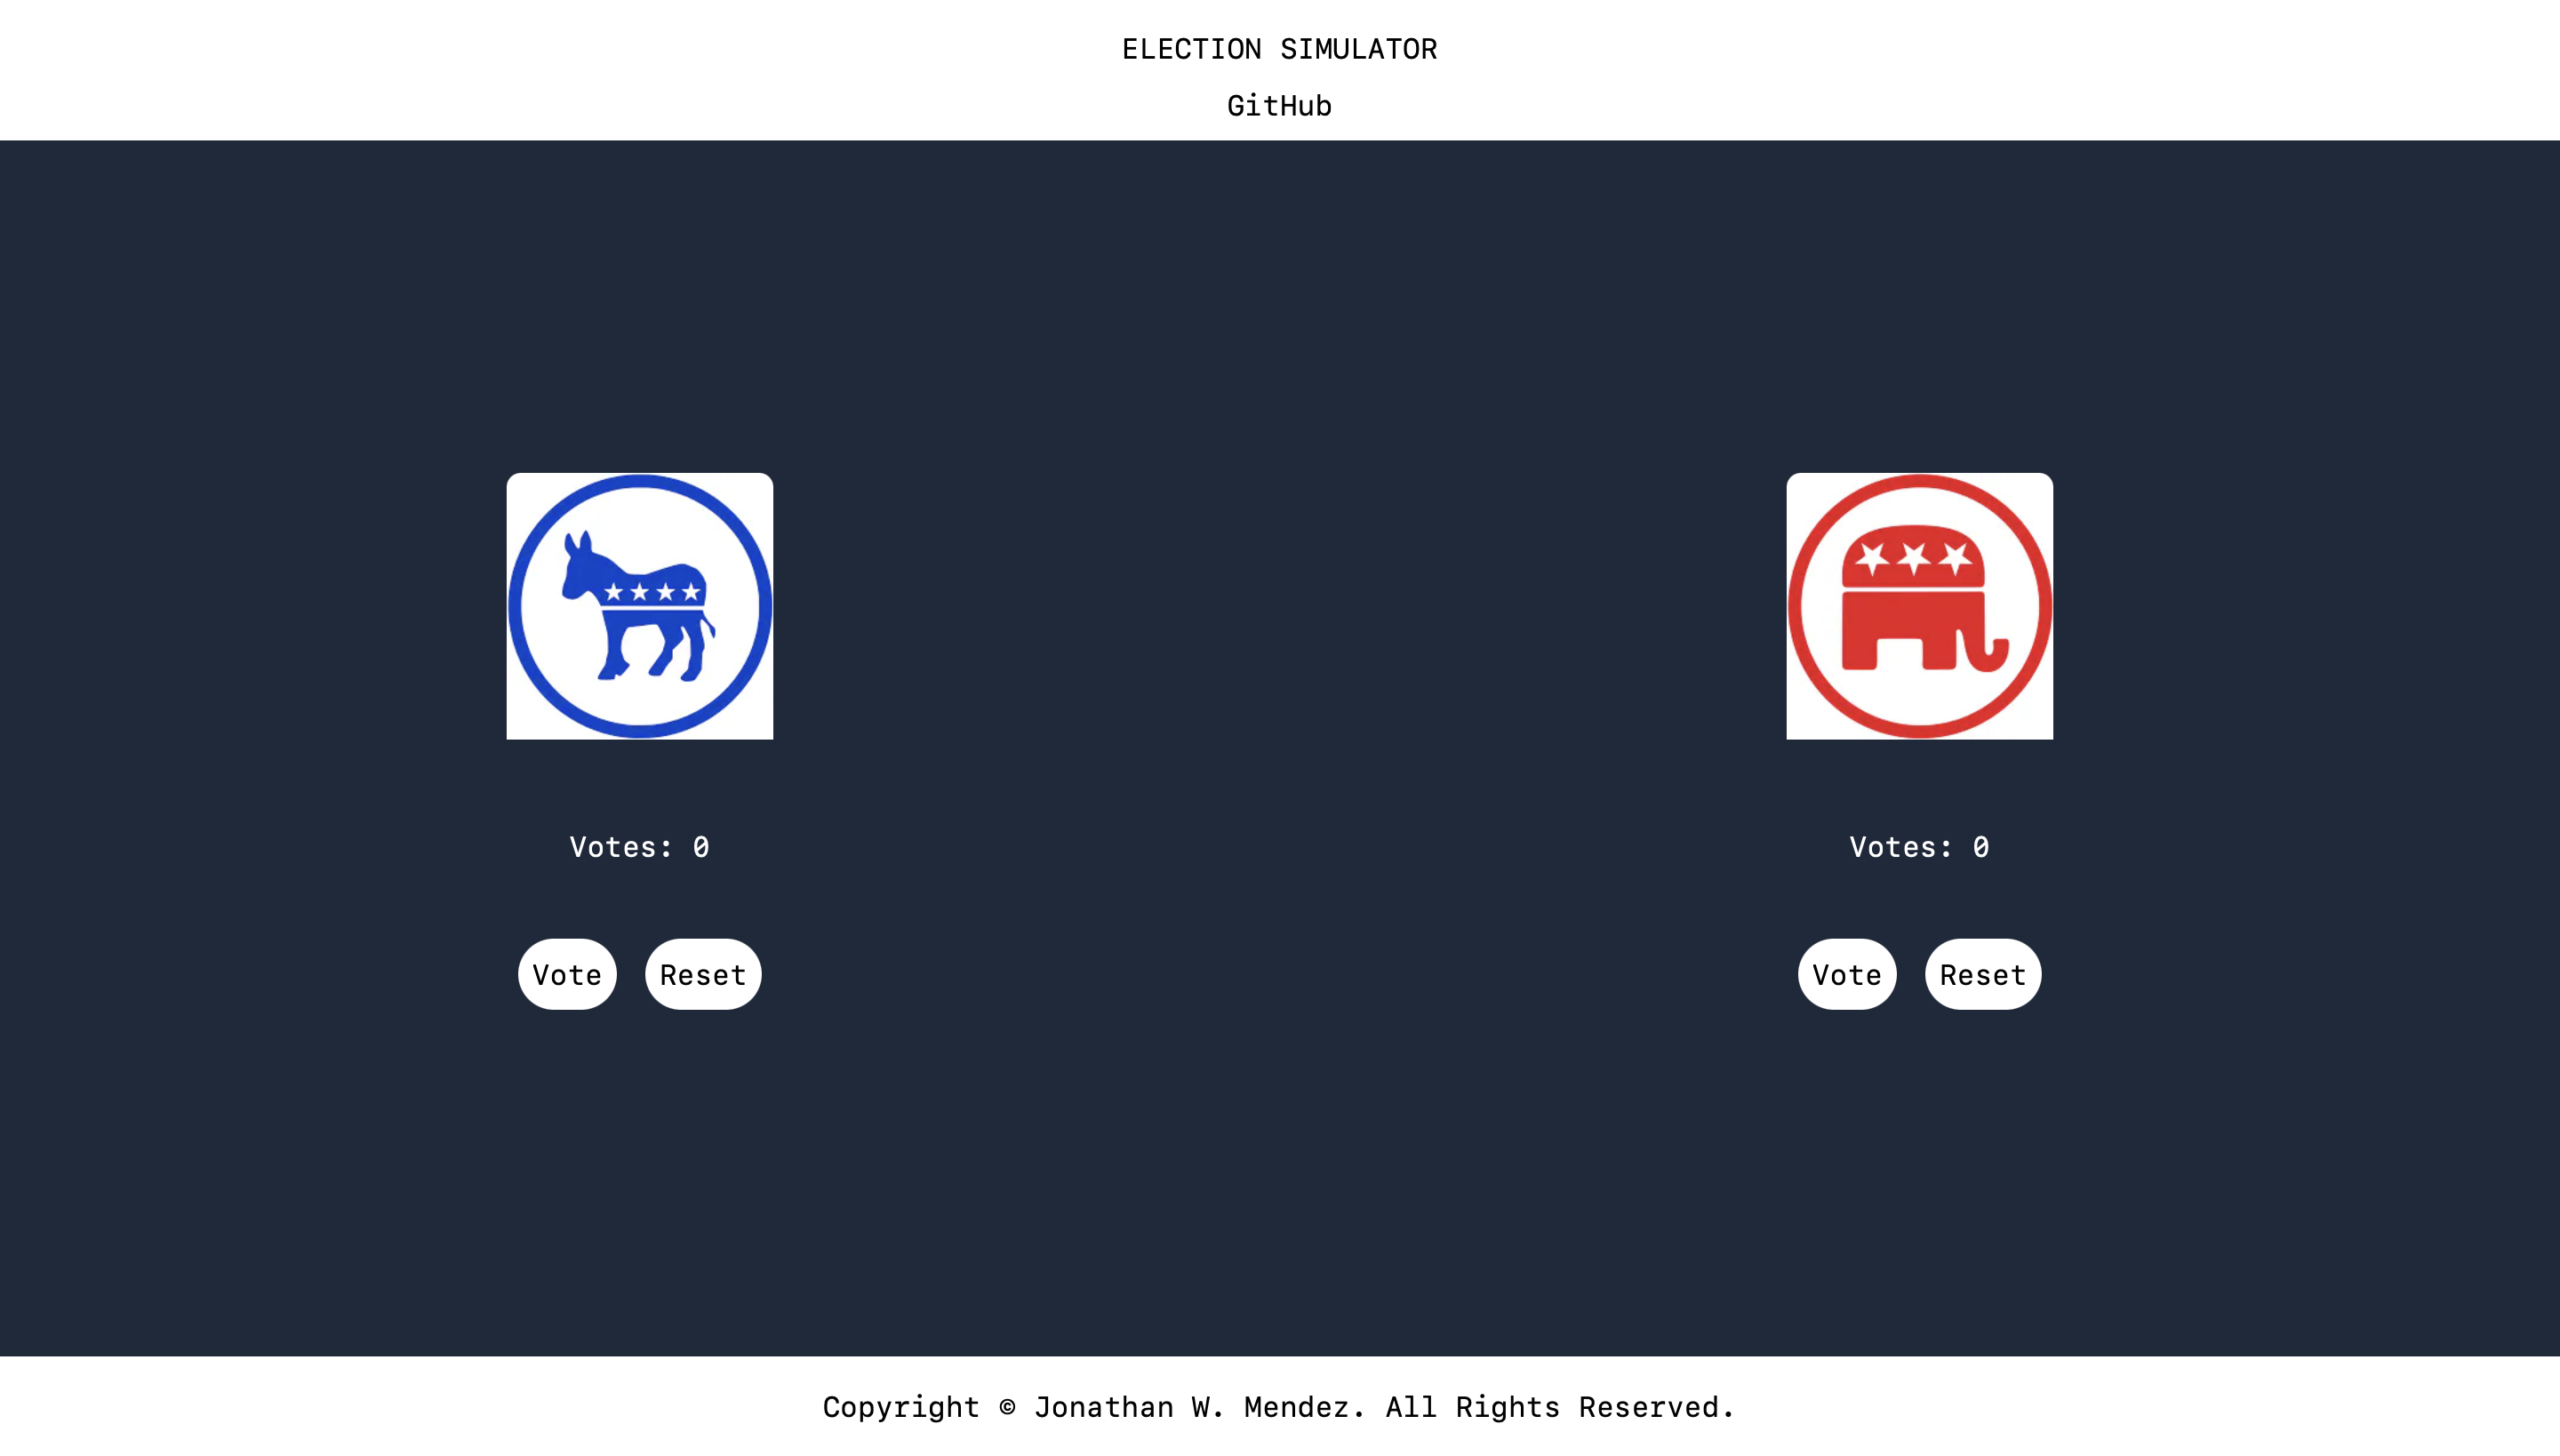 ELECTION SIMULATOR
GitHub
Votes: 0
Votes: 0
Vote Reset
Vote Reset
Copyright © Jonathan W. Mendez. All Rights Reserved.